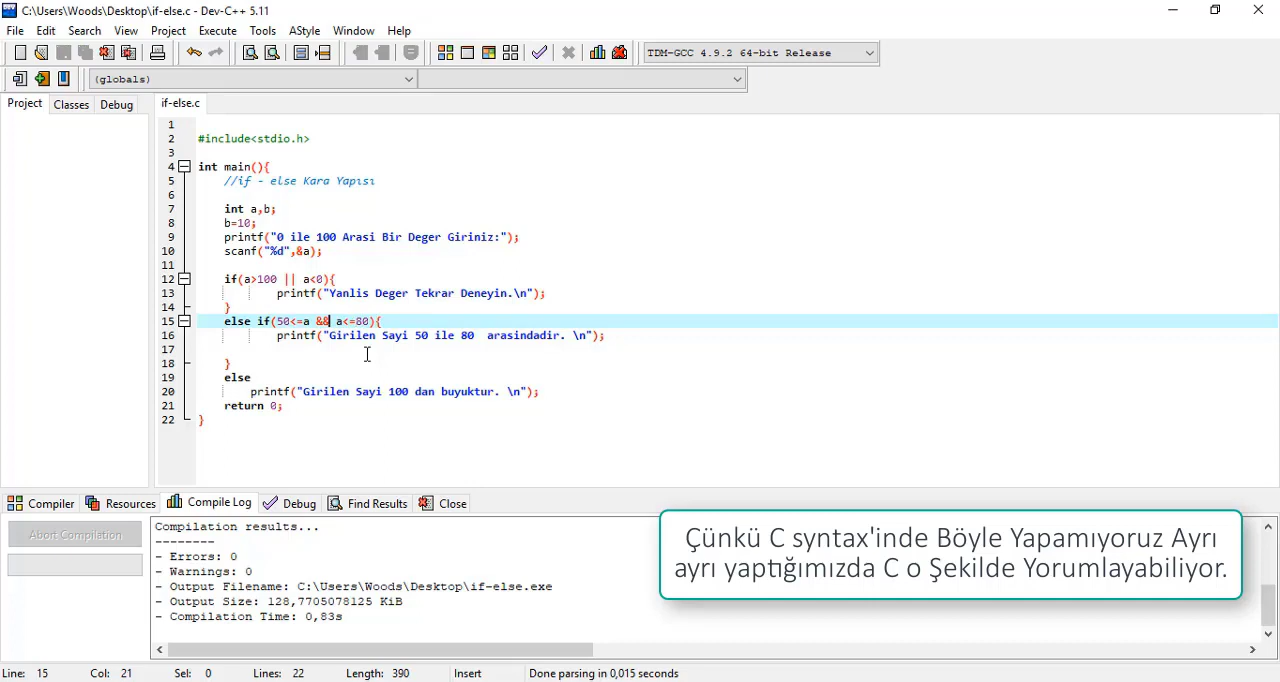 C:\Users\Woods\Desktop\if-else.c - Dev-C++ 5.11
File Edit Search View Project Execute Tools AStyle Window Help
TDM-GCC 4.9.2 64-bit Release
(globals)
Project Classes Debug if-else.c
1
2 #include<stdio.h>
3
4 int main(){
5 //if - else Kara Yapısı
6
7 int a,b;
8 b=10;
9 printf("0 ile 100 Arasi Bir Deger Giriniz:");
10 scanf("%d",&a);
11
12 if(a>100 || a<0){
13 printf("Yanlis Deger Tekrar Deneyin.\n");
14 }
15 else if(50<=a && a<=80){
16 printf("Girilen Sayi 50 ile 80  arasindadir. \n");
17
18 }
19 else
20 printf("Girilen Sayi 100 dan buyuktur. \n");
21 return 0;
22 }
Compiler Resources Compile Log Debug Find Results Close
Abort Compilation
Compilation results...
--------
- Errors: 0
- Warnings: 0
- Output Filename: C:\Users\Woods\Desktop\if-else.exe
- Output Size: 128,7705078125 KiB
- Compilation Time: 0,83s
Çünkü C syntax'inde Böyle Yapamıyoruz Ayrı
ayrı yaptığımızda C o Şekilde Yorumlayabiliyor.
Line: 15 Col: 21 Sel: 0 Lines: 22 Length: 390 Insert Done parsing in 0,015 seconds